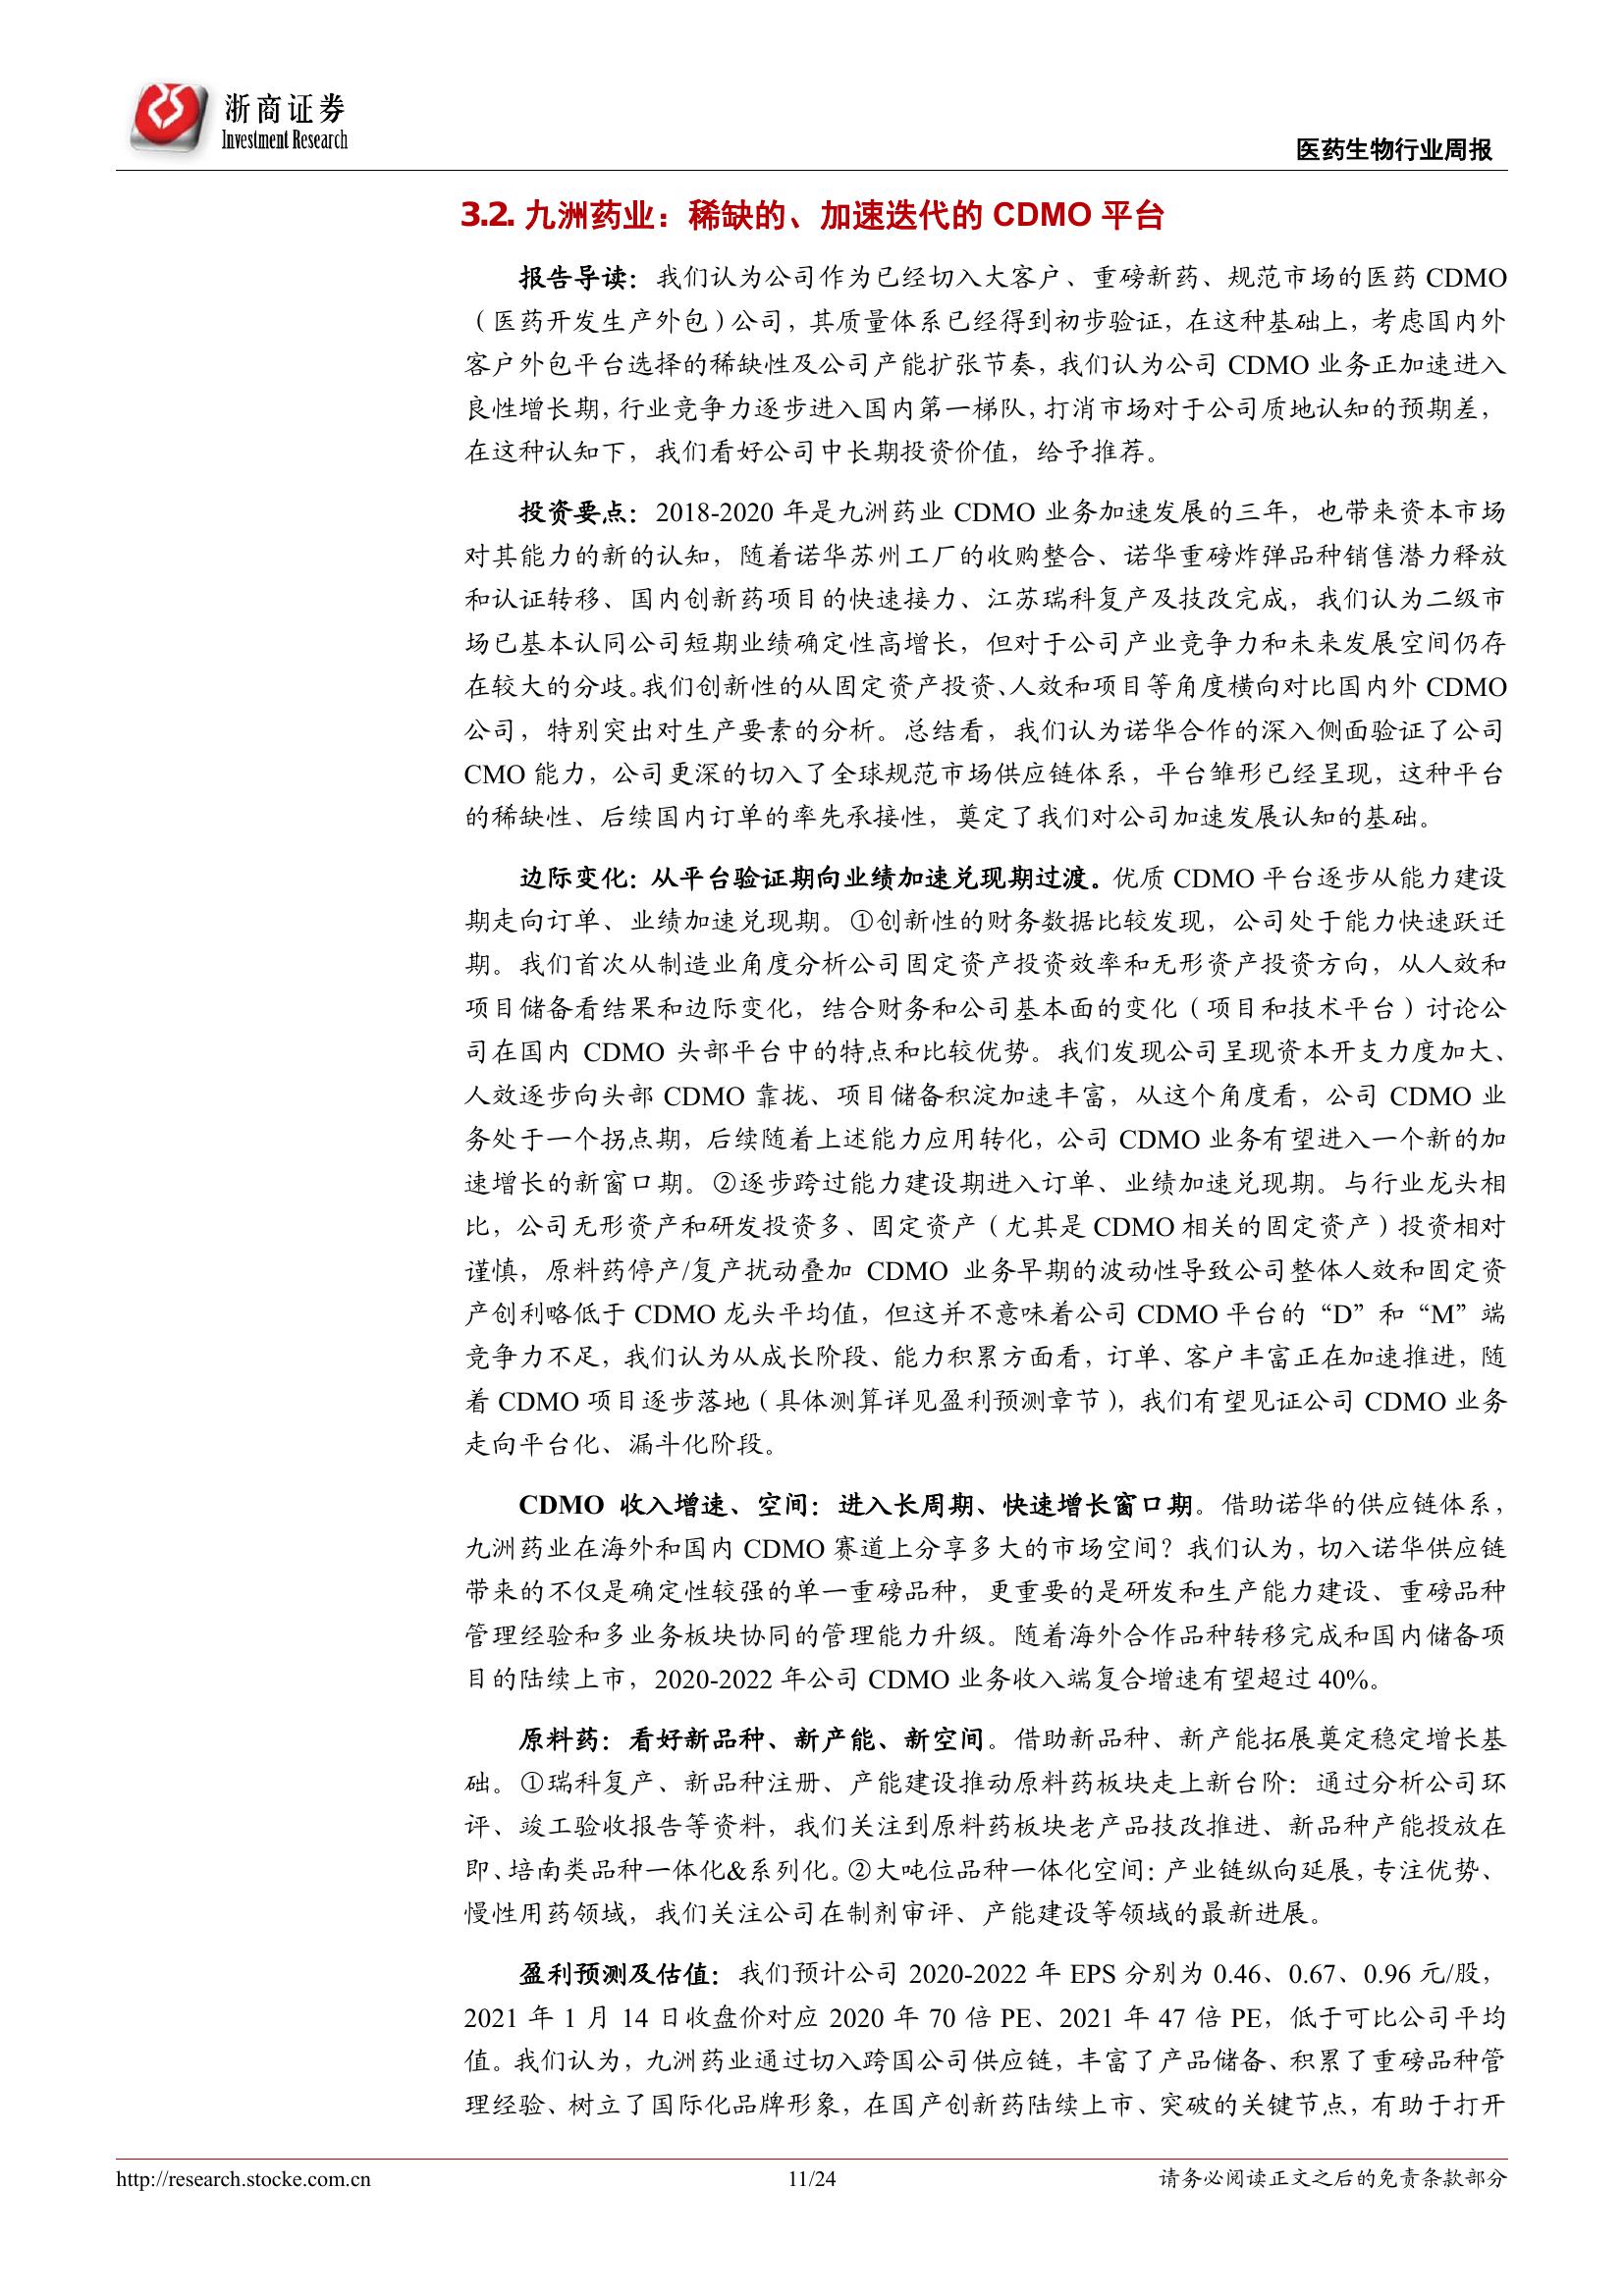 浙商证券
Investment Research
医药生物行业周报
3.2. 九洲药业：稀缺的、加速迭代的 CDMO 平台
报告导读：我们认为公司作为已经切入大客户、重磅新药、规范市场的医药 CDMO
（医药开发生产外包）公司，其质量体系已经得到初步验证，在这种基础上，考虑国内外
客户外包平台选择的稀缺性及公司产能扩张节奏，我们认为公司 CDMO 业务正加速进入
良性增长期，行业竞争力逐步进入国内第一梯队，打消市场对于公司质地认知的预期差，
在这种认知下，我们看好公司中长期投资价值，给予推荐。
投资要点：2018-2020 年是九洲药业 CDMO 业务加速发展的三年，也带来资本市场
对其能力的新的认知，随着诺华苏州工厂的收购整合、诺华重磅炸弹品种销售潜力释放
和认证转移、国内创新药项目的快速接力、江苏瑞科复产及技改完成，我们认为二级市
场已基本认同公司短期业绩确定性高增长，但对于公司产业竞争力和未来发展空间仍存
在较大的分歧。我们创新性的从固定资产投资、人效和项目等角度横向对比国内外 CDMO
公司，特别突出对生产要素的分析。总结看，我们认为诺华合作的深入侧面验证了公司
CMO 能力，公司更深的切入了全球规范市场供应链体系，平台雏形已经呈现，这种平台
的稀缺性、后续国内订单的率先承接性，奠定了我们对公司加速发展认知的基础。
边际变化：从平台验证期向业绩加速兑现期过渡。优质 CDMO 平台逐步从能力建设
期走向订单、业绩加速兑现期。①创新性的财务数据比较发现，公司处于能力快速跃迁
期。我们首次从制造业角度分析公司固定资产投资效率和无形资产投资方向，从人效和
项目储备看结果和边际变化，结合财务和公司基本面的变化（项目和技术平台）讨论公
司在国内 CDMO 头部平台中的特点和比较优势。我们发现公司呈现资本开支力度加大、
人效逐步向头部 CDMO 靠拢、项目储备积淀加速丰富，从这个角度看，公司 CDMO 业
务处于一个拐点期，后续随着上述能力应用转化，公司 CDMO 业务有望进入一个新的加
速增长的新窗口期。②逐步跨过能力建设期进入订单、业绩加速兑现期。与行业龙头相
比，公司无形资产和研发投资多、固定资产（尤其是 CDMO 相关的固定资产）投资相对
谨慎，原料药停产/复产扰动叠加 CDMO 业务早期的波动性导致公司整体人效和固定资
产创利略低于 CDMO 龙头平均值，但这并不意味着公司 CDMO 平台的“D”和“M”端
竞争力不足，我们认为从成长阶段、能力积累方面看，订单、客户丰富正在加速推进，随
着 CDMO 项目逐步落地（具体测算详见盈利预测章节），我们有望见证公司 CDMO 业务
走向平台化、漏斗化阶段。
CDMO 收入增速、空间：进入长周期、快速增长窗口期。借助诺华的供应链体系，
九洲药业在海外和国内 CDMO 赛道上分享多大的市场空间？我们认为，切入诺华供应链
带来的不仅是确定性较强的单一重磅品种，更重要的是研发和生产能力建设、重磅品种
管理经验和多业务板块协同的管理能力升级。随着海外合作品种转移完成和国内储备项
目的陆续上市，2020-2022 年公司 CDMO 业务收入端复合增速有望超过 40%。
原料药：看好新品种、新产能、新空间。借助新品种、新产能拓展奠定稳定增长基
础。①瑞科复产、新品种注册、产能建设推动原料药板块走上新台阶：通过分析公司环
评、竣工验收报告等资料，我们关注到原料药板块老产品技改推进、新品种产能投放在
即、培南类品种一体化&系列化。②大吨位品种一体化空间：产业链纵向延展，专注优势、
慢性用药领域，我们关注公司在制剂审评、产能建设等领域的最新进展。
盈利预测及估值：我们预计公司 2020-2022 年 EPS 分别为 0.46、0.67、0.96 元/股，
2021 年 1 月 14 日收盘价对应 2020 年 70 倍 PE、2021 年 47 倍 PE，低于可比公司平均
值。我们认为，九洲药业通过切入跨国公司供应链，丰富了产品储备、积累了重磅品种管
理经验、树立了国际化品牌形象，在国产创新药陆续上市、突破的关键节点，有助于打开
http://research.stocke.com.cn
11/24
请务必阅读正文之后的免责条款部分